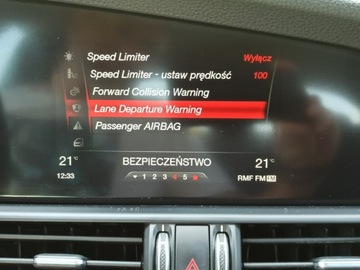 Speed Limiter Wyłącz
Speed Limiter - ustaw prędkość 100
Forward Collision Warning
Lane Departure Warning
Passenger AIRBAG
21° BEZPIECZEŃSTWO 21°
12:33 1 2 3 4 5 RMF FM FM